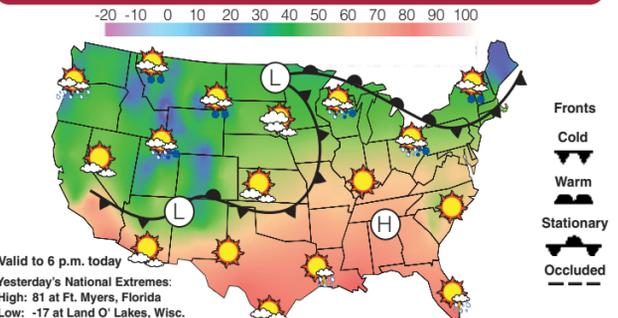 -20 -10 0 10 20 30 40 50 60 70 80 90 100
L
L
H
Fronts
Cold
Warm
Stationary
Occluded
Valid to 6 p.m. today
Yesterday's National Extremes:
High: 81 at Ft. Myers, Florida
Low: -17 at Land O' Lakes, Wisc.